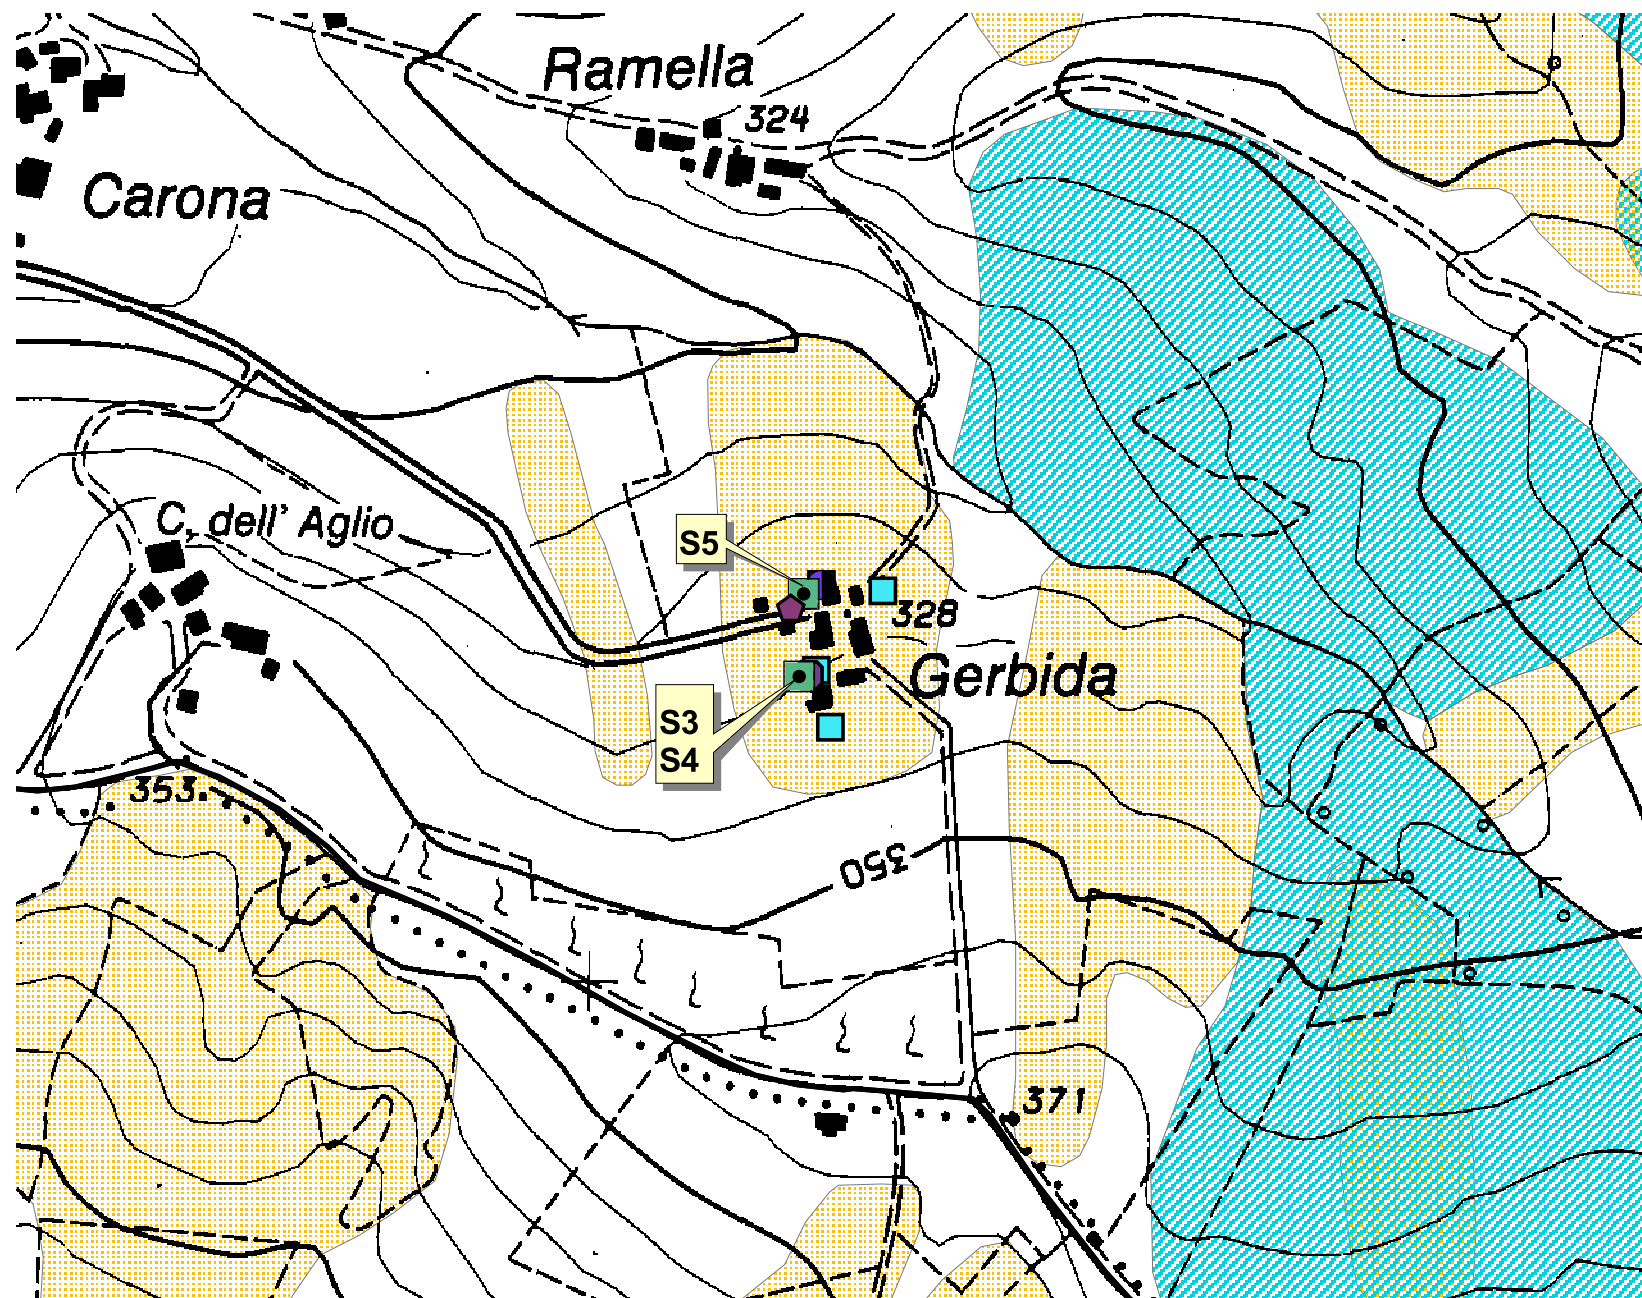 Ramella
324
Carona
C. dell' Aglio
S5
328
Gerbida
S3
S4
353.
350
371